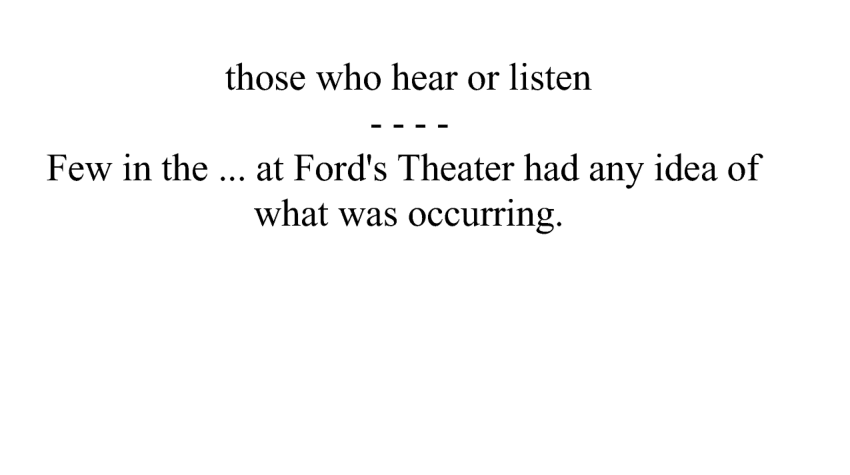 those who hear or listen
- - - -
Few in the ... at Ford's Theater had any idea of
what was occurring.